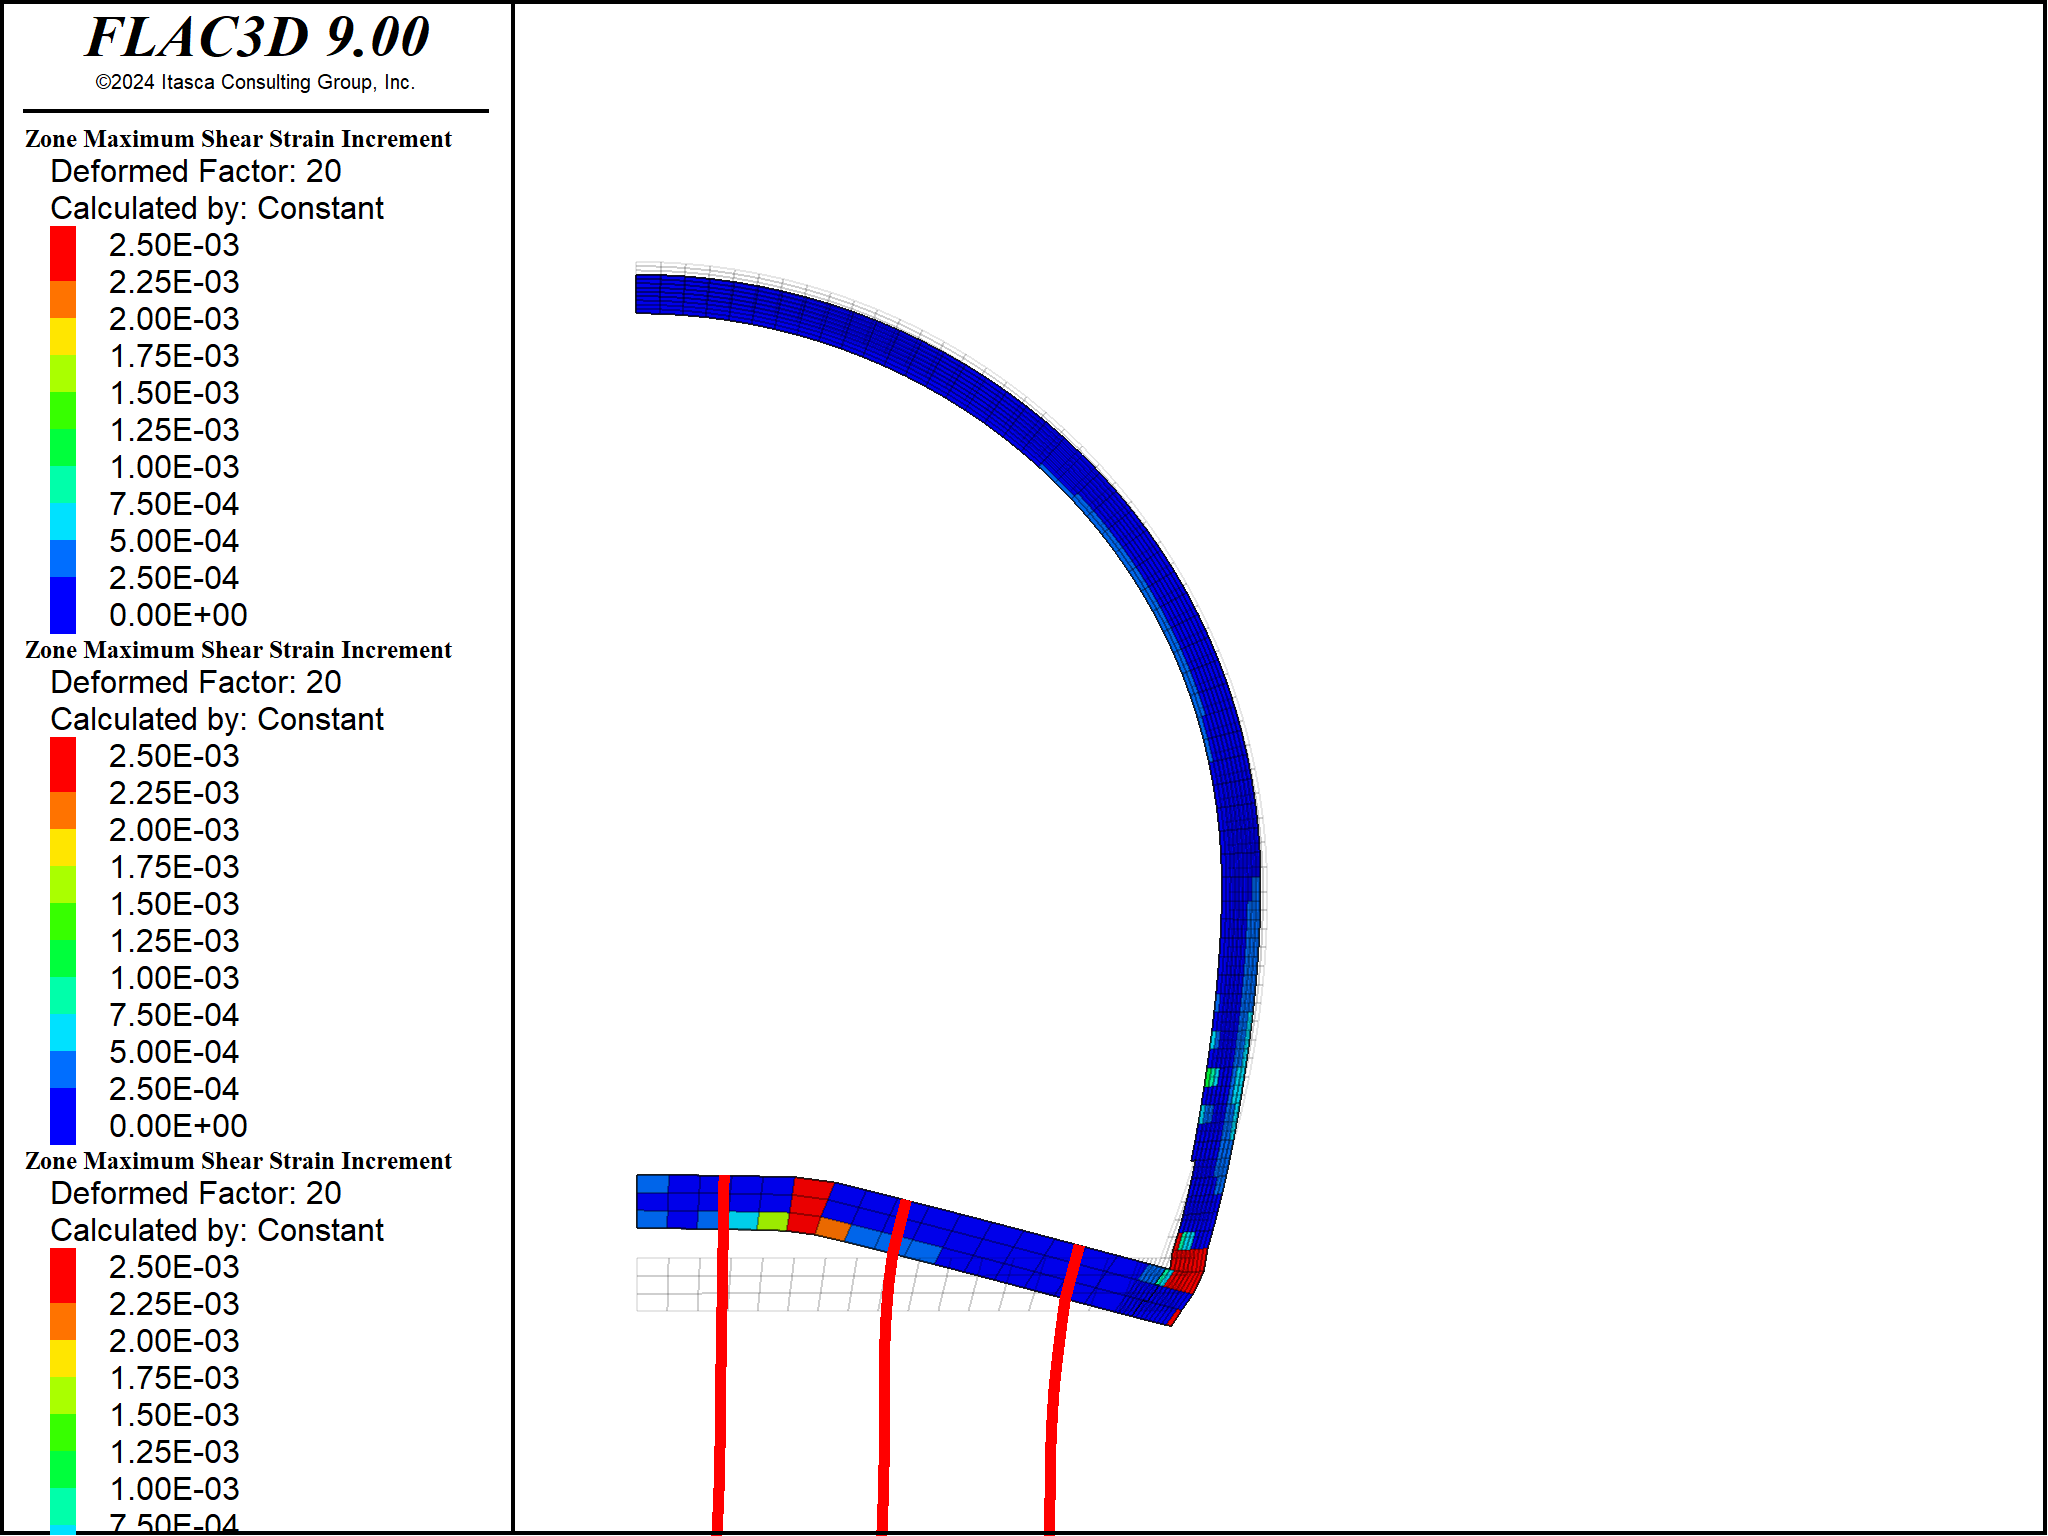 FLAC3D 9.00
©2024 Itasca Consulting Group, Inc.
Zone Maximum Shear Strain Increment
Deformed Factor: 20
Calculated by: Constant
2.50E-03
2.25E-03
2.00E-03
1.75E-03
1.50E-03
1.25E-03
1.00E-03
7.50E-04
5.00E-04
2.50E-04
0.00E+00
Zone Maximum Shear Strain Increment
Deformed Factor: 20
Calculated by: Constant
2.50E-03
2.25E-03
2.00E-03
1.75E-03
1.50E-03
1.25E-03
1.00E-03
7.50E-04
5.00E-04
2.50E-04
0.00E+00
Zone Maximum Shear Strain Increment
Deformed Factor: 20
Calculated by: Constant
2.50E-03
2.25E-03
2.00E-03
1.75E-03
1.50E-03
1.25E-03
1.00E-03
7.50E-04